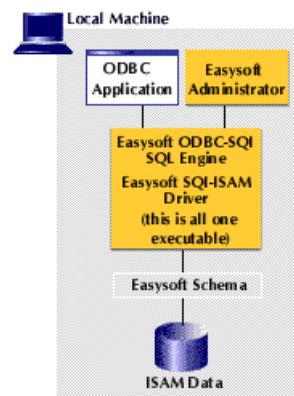 Local Machine
ODBC
Application
Easysoft
Administrator
Easysoft ODBC-SQI
SQL Engine
Easysoft SQI-ISAM
Driver
(this is all one
executable)
Easysoft Schema
ISAM Data